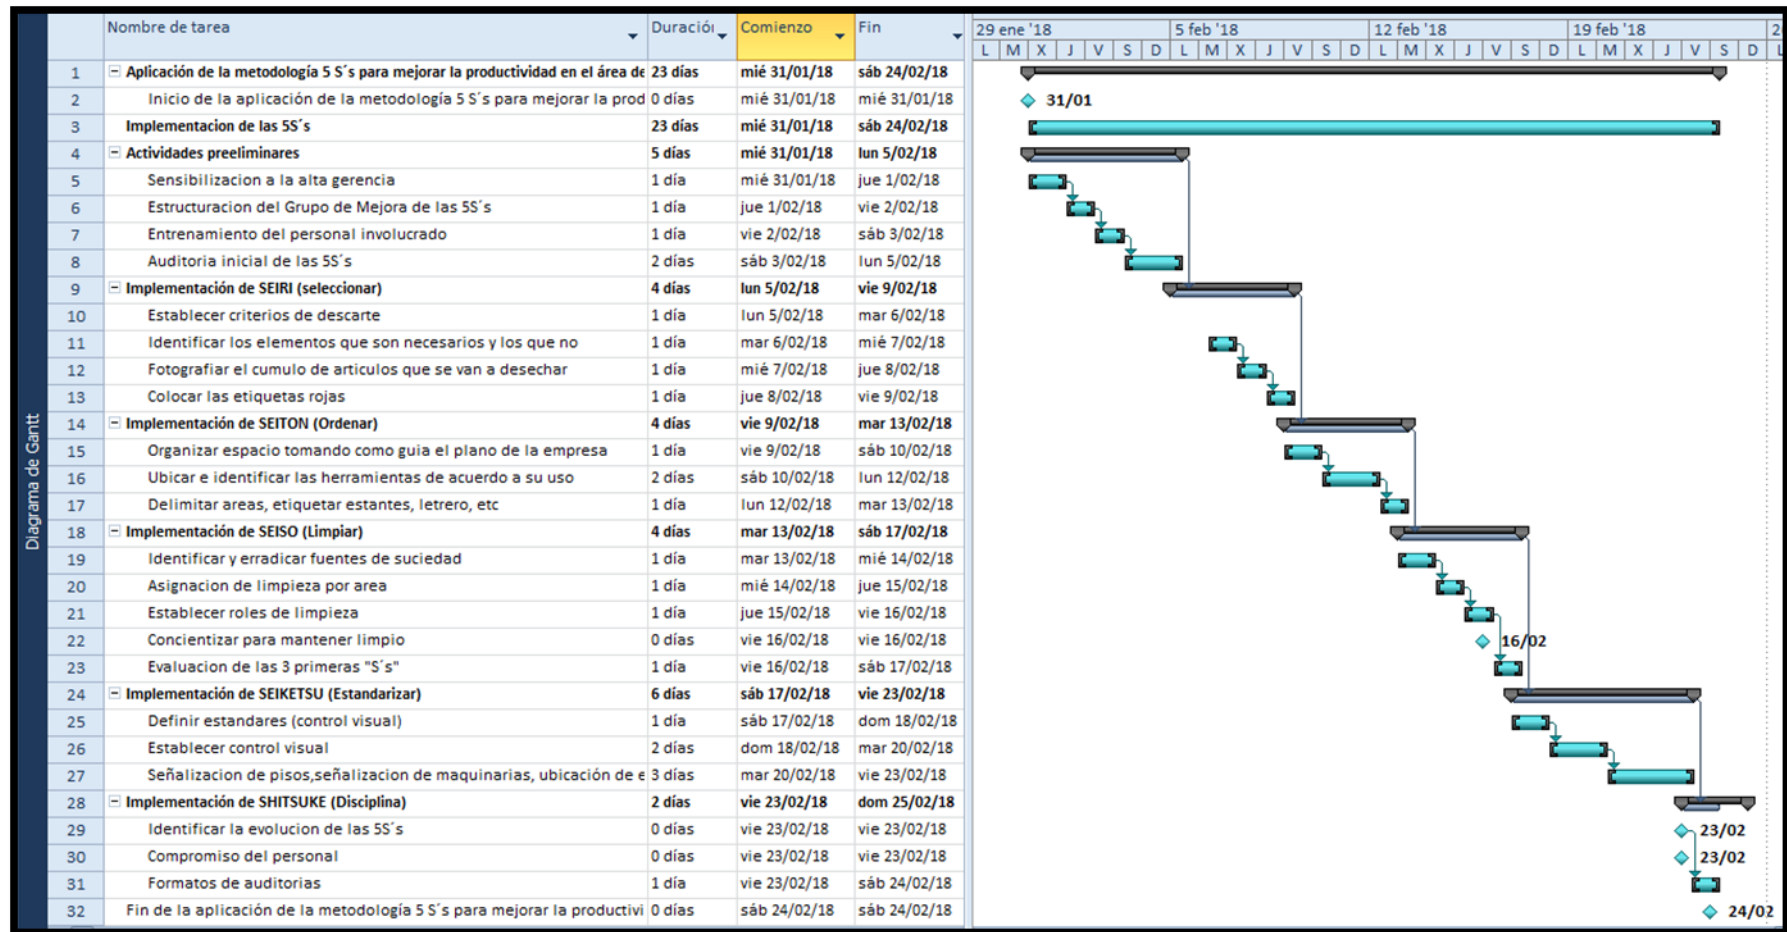 Diagrama de Gantt
Nombre de tarea Duración Comienzo Fin
29 ene '18 5 feb '18 12 feb '18 19 feb '18 2
L M X J V S D L M X J V S D L M X J V S D L M X J V S D L
1 Aplicación de la metodología 5 S´s para mejorar la productividad en el área de 23 días mié 31/01/18 sáb 24/02/18
2 Inicio de la aplicación de la metodología 5 S´s para mejorar la prod 0 días mié 31/01/18 mié 31/01/18 31/01
3 Implementacion de las 5S´s 23 días mié 31/01/18 sáb 24/02/18
4 Actividades preeliminares 5 días mié 31/01/18 lun 5/02/18
5 Sensibilizacion a la alta gerencia 1 día mié 31/01/18 jue 1/02/18
6 Estructuracion del Grupo de Mejora de las 5S´s 1 día jue 1/02/18 vie 2/02/18
7 Entrenamiento del personal involucrado 1 día vie 2/02/18 sáb 3/02/18
8 Auditoria inicial de las 5S´s 2 días sáb 3/02/18 lun 5/02/18
9 Implementación de SEIRI (seleccionar) 4 días lun 5/02/18 vie 9/02/18
10 Establecer criterios de descarte 1 día lun 5/02/18 mar 6/02/18
11 Identificar los elementos que son necesarios y los que no 1 día mar 6/02/18 mié 7/02/18
12 Fotografiar el cumulo de articulos que se van a desechar 1 día mié 7/02/18 jue 8/02/18
13 Colocar las etiquetas rojas 1 día jue 8/02/18 vie 9/02/18
14 Implementación de SEITON (Ordenar) 4 días vie 9/02/18 mar 13/02/18
15 Organizar espacio tomando como guia el plano de la empresa 1 día vie 9/02/18 sáb 10/02/18
16 Ubicar e identificar las herramientas de acuerdo a su uso 2 días sáb 10/02/18 lun 12/02/18
17 Delimitar areas, etiquetar estantes, letrero, etc 1 día lun 12/02/18 mar 13/02/18
18 Implementación de SEISO (Limpiar) 4 días mar 13/02/18 sáb 17/02/18
19 Identificar y erradicar fuentes de suciedad 1 día mar 13/02/18 mié 14/02/18
20 Asignacion de limpieza por area 1 día mié 14/02/18 jue 15/02/18
21 Establecer roles de limpieza 1 día jue 15/02/18 vie 16/02/18
22 Concientizar para mantener limpio 0 días vie 16/02/18 vie 16/02/18 16/02
23 Evaluacion de las 3 primeras "S´s" 1 día vie 16/02/18 sáb 17/02/18
24 Implementación de SEIKETSU (Estandarizar) 6 días sáb 17/02/18 vie 23/02/18
25 Definir estandares (control visual) 1 día sáb 17/02/18 dom 18/02/18
26 Establecer control visual 2 días dom 18/02/18 mar 20/02/18
27 Señalizacion de pisos,señalizacion de maquinarias, ubicación de e 3 días mar 20/02/18 vie 23/02/18
28 Implementación de SHITSUKE (Disciplina) 2 días vie 23/02/18 dom 25/02/18
29 Identificar la evolucion de las 5S´s 0 días vie 23/02/18 vie 23/02/18 23/02
30 Compromiso del personal 0 días vie 23/02/18 vie 23/02/18 23/02
31 Formatos de auditorias 1 día vie 23/02/18 sáb 24/02/18
32 Fin de la aplicación de la metodología 5 S´s para mejorar la productivi 0 días sáb 24/02/18 sáb 24/02/18 24/02